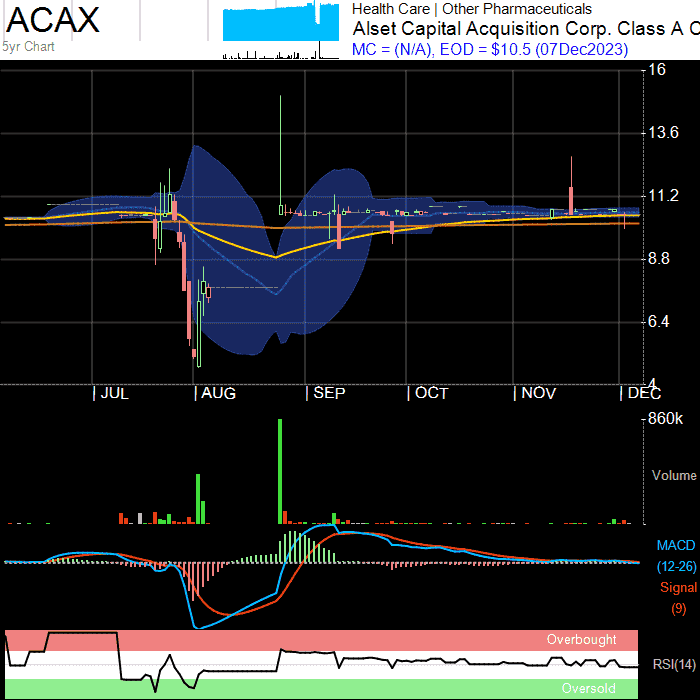 ACAX
5yr Chart
Health Care | Other Pharmaceuticals
Alset Capital Acquisition Corp. Class A C
MC = (N/A), EOD = $10.5 (07Dec2023)
16
13.6
11.2
8.8
6.4
4
| JUL | AUG | SEP | OCT | NOV | DEC
860k
Volume
MACD
(12-26)
Signal
(9)
Overbought
RSI(14)
Oversold